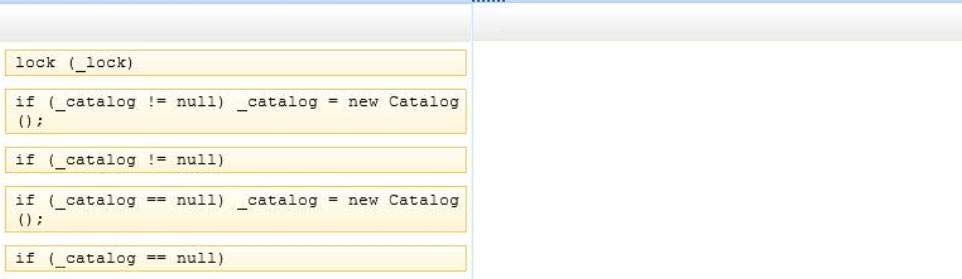 lock (_lock)
if (_catalog != null) _catalog = new Catalog
();
if (_catalog != null)
if (_catalog == null) _catalog = new Catalog
();
if (_catalog == null)